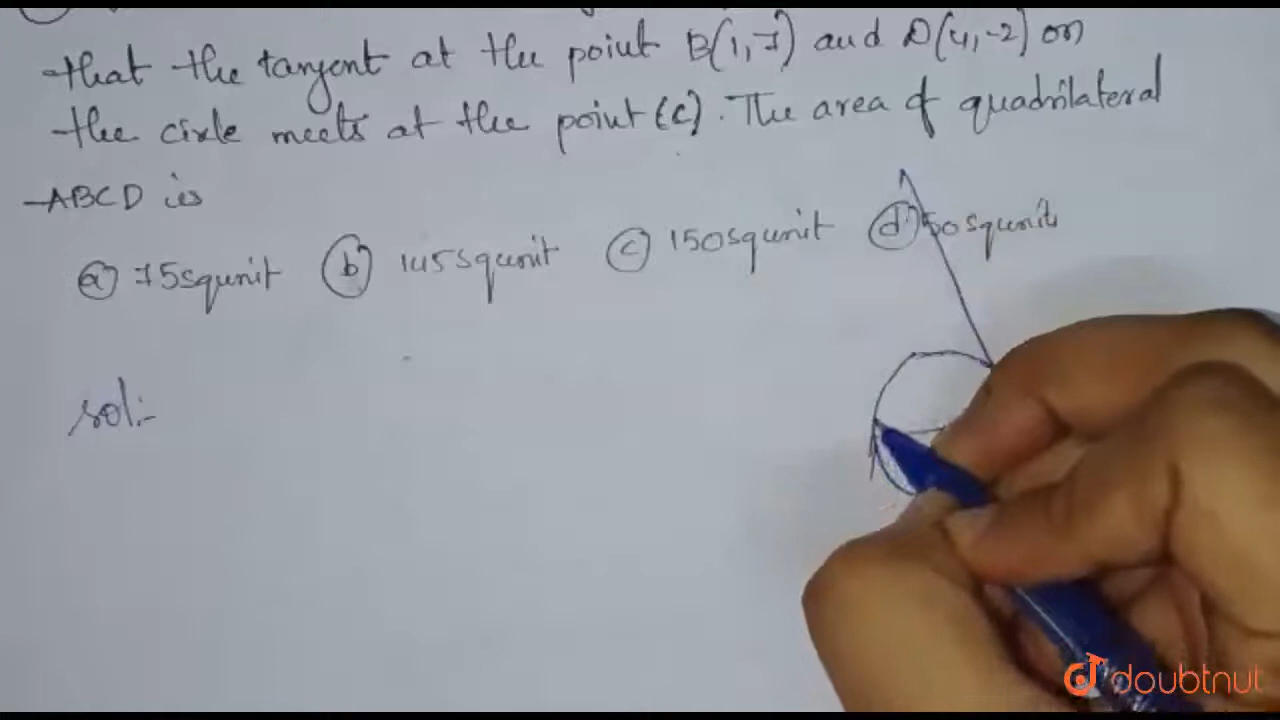 that the tangent at the point B(1,7) and D(4,-2) on
the circle meets at the point (C). The area of quadrilateral
ABCD is
(a) 75squnit (b) 145squnit (c) 150squnit (d) 50squnit
sol:-
doubtnut